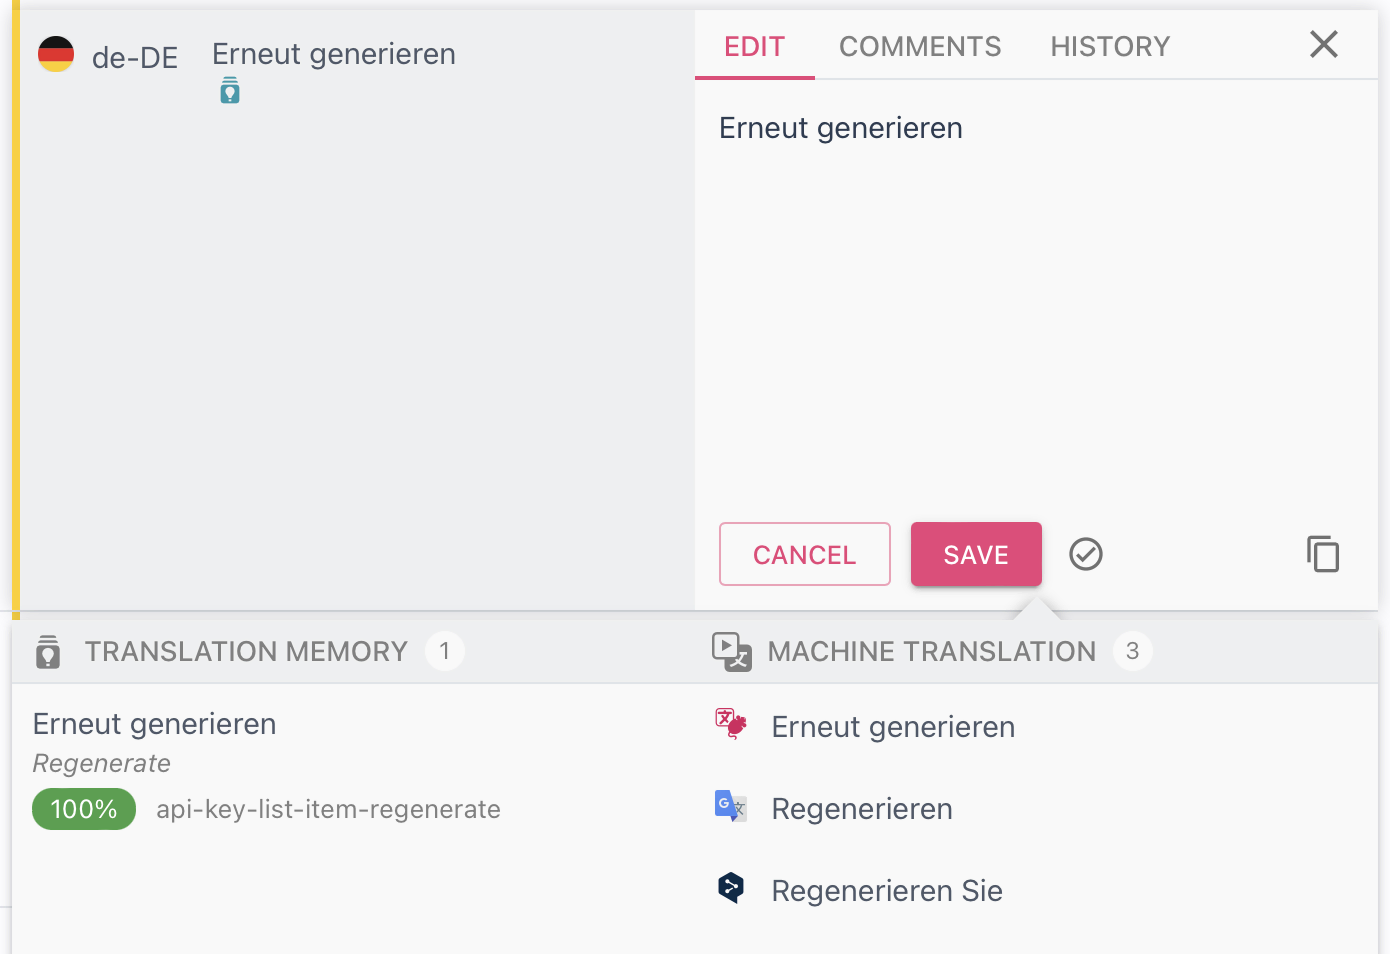 de-DE
Erneut generieren
EDIT
COMMENTS
HISTORY
Erneut generieren
CANCEL
SAVE
TRANSLATION MEMORY 1
Erneut generieren
Regenerate
100% api-key-list-item-regenerate
MACHINE TRANSLATION 3
Erneut generieren
Regenerieren
Regenerieren Sie